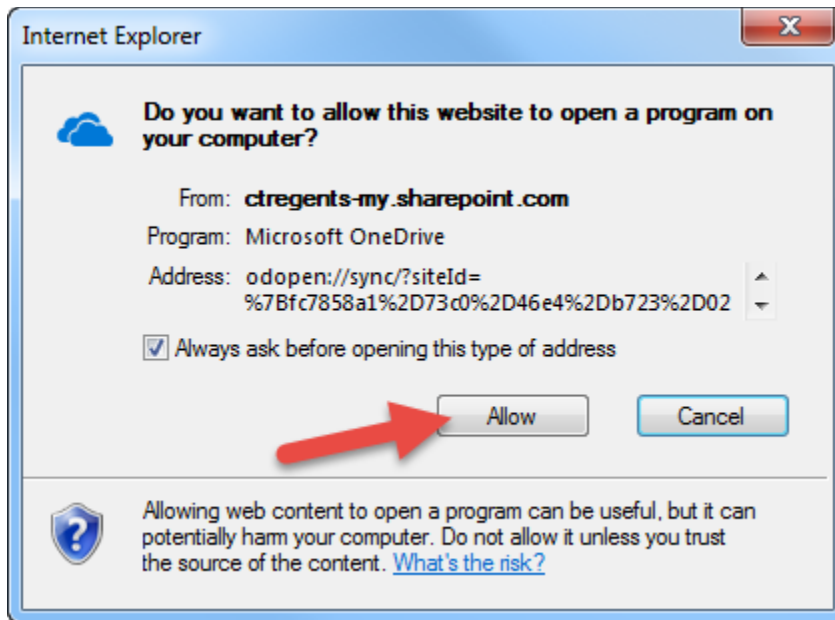 Internet Explorer
Do you want to allow this website to open a program on
your computer?
From: ctregents-my.sharepoint.com
Program: Microsoft OneDrive
Address: odopen://sync/?siteId=
%7Bfc7858a1%2D73c0%2D46e4%2Db723%2D02
Always ask before opening this type of address
Allow
Cancel
Allowing web content to open a program can be useful, but it can
potentially harm your computer. Do not allow it unless you trust
the source of the content. What's the risk?